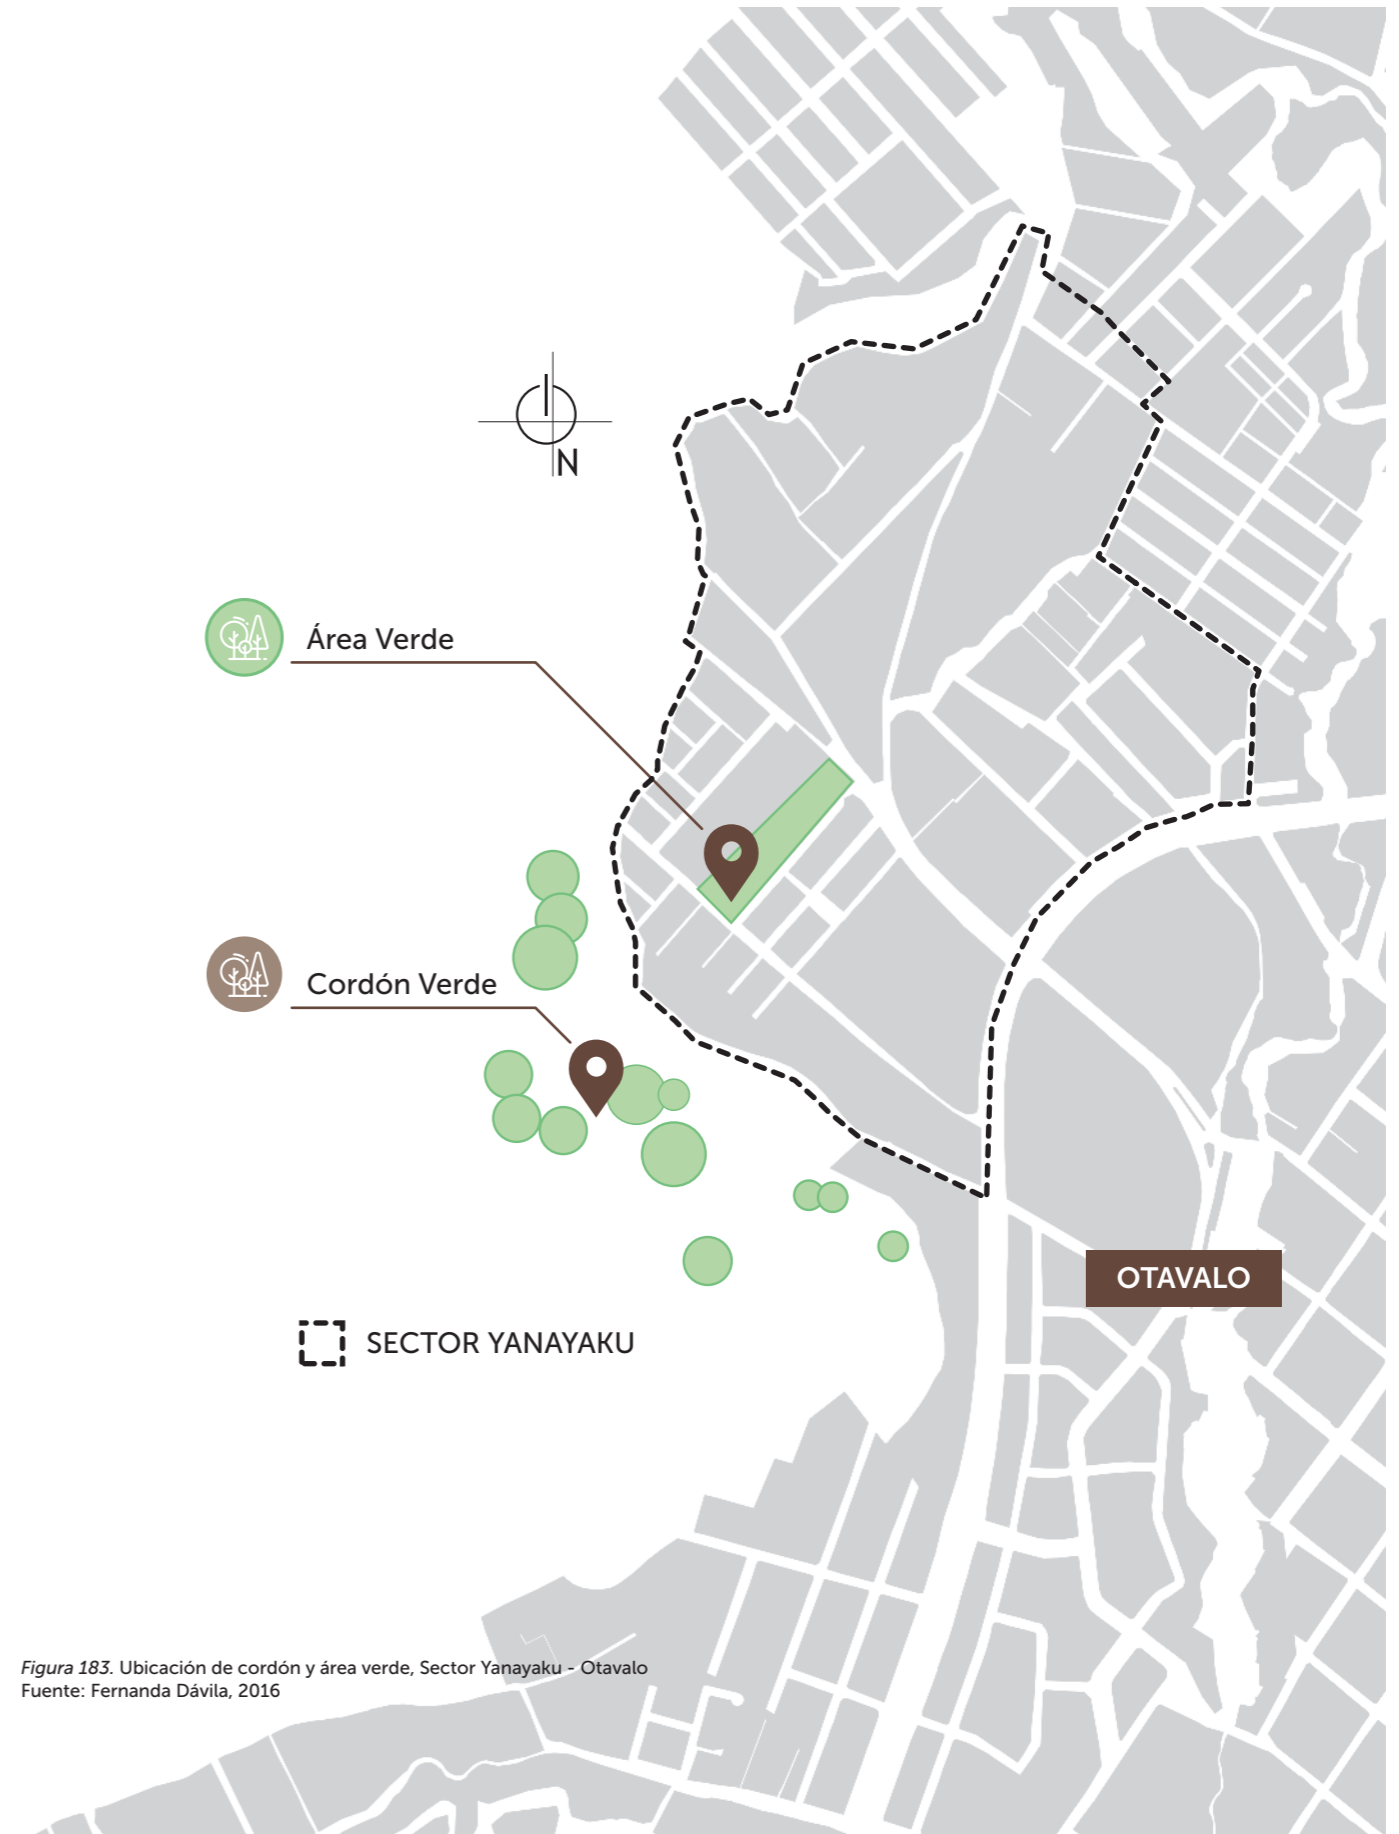 N
Área Verde
Cordón Verde
OTAVALO
SECTOR YANAYAKU
Figura 183. Ubicación de cordón y área verde, Sector Yanayaku - Otavalo
Fuente: Fernanda Dávila, 2016